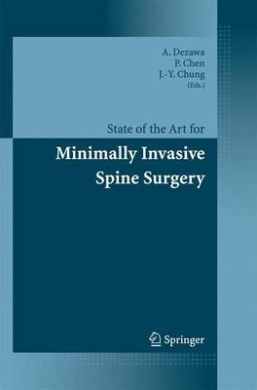 A. Dezawa
P. Chen
J.-Y. Chung
(Eds.)
State of the Art for
Minimally Invasive
Spine Surgery
Springer